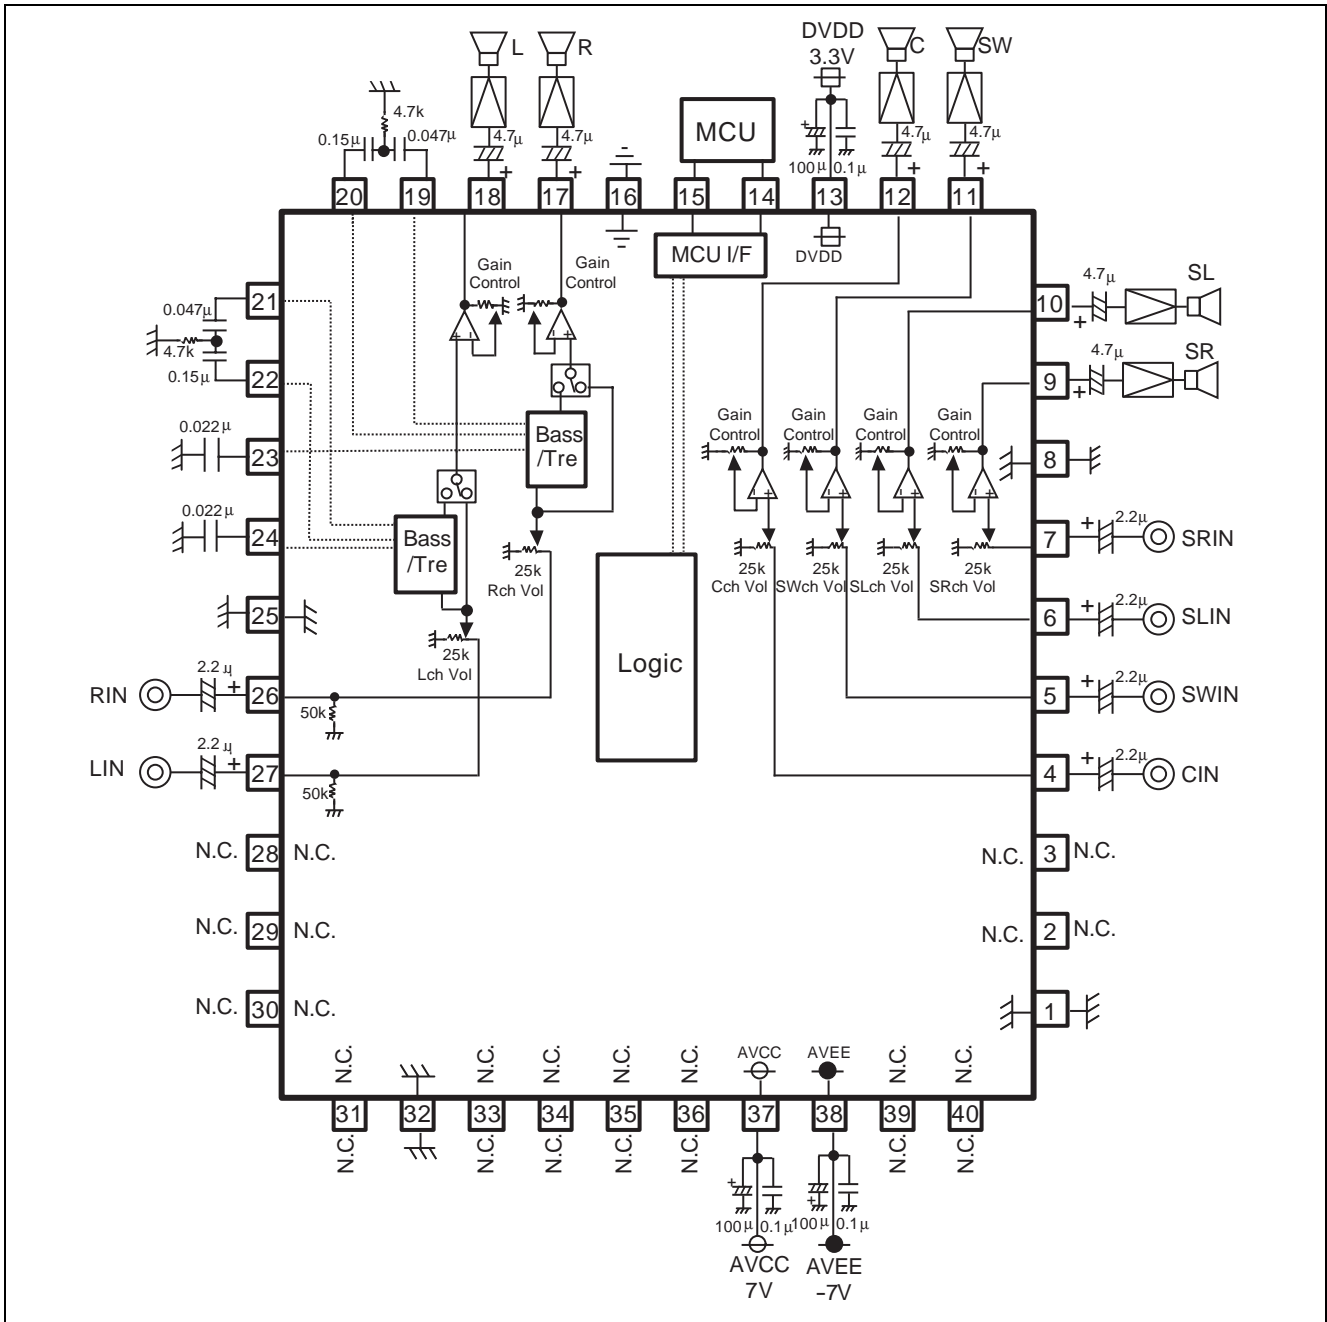 L
R
DVDD
3.3V
C
SW
4.7k
0.15μ
0.047μ
4.7μ
4.7μ
MCU
100μ
0.1μ
4.7μ
4.7μ
+
+
+
+
+
20
19
18
17
16
15
14
13
12
11
MCU I/F
DVDD
Gain
Control
Gain
Control
21
0.047μ
4.7k
0.15μ
22
0.022μ
23
0.022μ
24
25
RIN
2.2μ
+
26
50k
LIN
2.2μ
+
27
50k
N.C.
28
N.C.
N.C.
29
N.C.
N.C.
30
N.C.
Bass
/Tre
Bass
/Tre
25k
Rch Vol
25k
Lch Vol
Logic
Gain
Control
Gain
Control
Gain
Control
Gain
Control
25k
Cch Vol
25k
SWch Vol
25k
SLch Vol
25k
SRch Vol
10
+
4.7μ
SL
9
+
4.7μ
SR
8
7
+
2.2μ
SRIN
6
+
2.2μ
SLIN
5
+
2.2μ
SWIN
4
+
2.2μ
CIN
N.C.
3
N.C.
N.C.
2
N.C.
1
N.C.
N.C.
N.C.
N.C.
N.C.
AVCC
AVEE
N.C.
N.C.
31
32
33
34
35
36
37
38
39
40
N.C.
N.C.
N.C.
N.C.
N.C.
N.C.
N.C.
+
100μ
0.1μ
+
100μ
0.1μ
AVCC
7V
AVEE
-7V